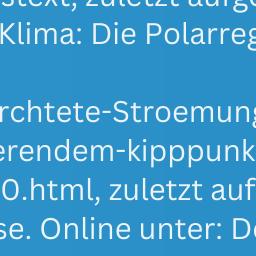 stext, zuletzt aufge
Klima: Die Polarreg
rchtete-Stroemung
erendem-kipppunk
0.html, zuletzt auf
se. Online unter: De